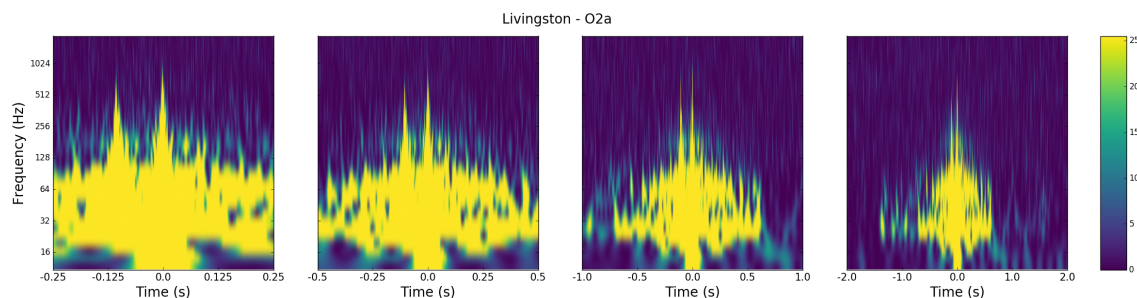 Livingston - O2a
Frequency (Hz)
1024
512
256
128
64
32
16
-0.25 -0.125 0.0 0.125 0.25
Time (s)
-0.5 -0.25 0.0 0.25 0.5
Time (s)
-1.0 -0.5 0.0 0.5 1.0
Time (s)
-2.0 -1.0 0.0 1.0 2.0
Time (s)
25
20
15
10
5
0